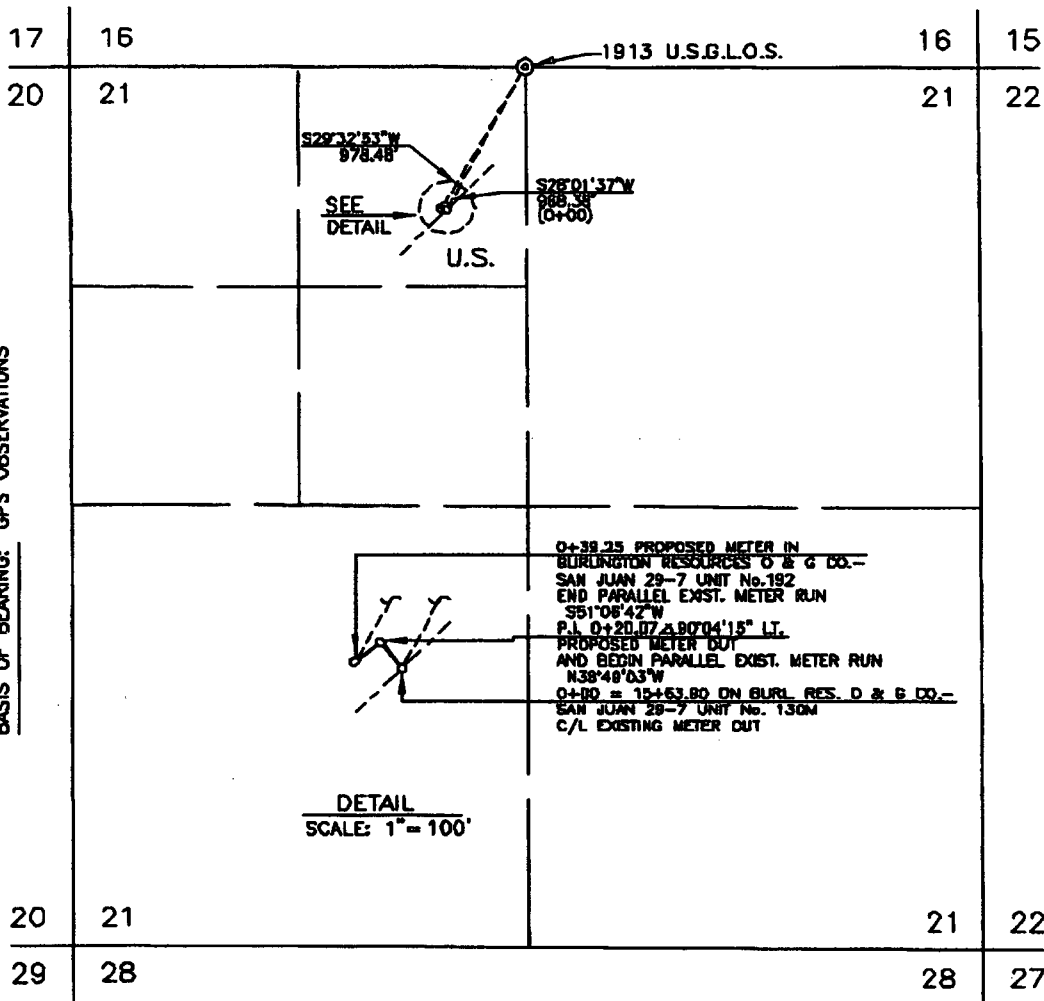 17 16 16 15
1913 U.S.G.L.O.S.
20 21 21 22
S29°32'53"W
978.48'
S28°01'37"W
988.38'
(0+00)
SEE
DETAIL
U.S.
BASIS OF BEARING: GPS OBSERVATIONS
0+39.25 PROPOSED METER IN
BURLINGTON RESOURCES O & G CO.-
SAN JUAN 29-7 UNIT No.192
END PARALLEL EXIST. METER RUN
S51°06'42"W
P.I. 0+20.07 △90°04'15" LT.
PROPOSED METER OUT
AND BEGIN PARALLEL EXIST. METER RUN
N38°49'03"W
0+00 = 15+63.80 ON BURL. RES. O & G CO.-
SAN JUAN 29-7 UNIT No. 130M
C/L EXISTING METER OUT
DETAIL
SCALE: 1"= 100'
20 21 21 22
29 28 28 27